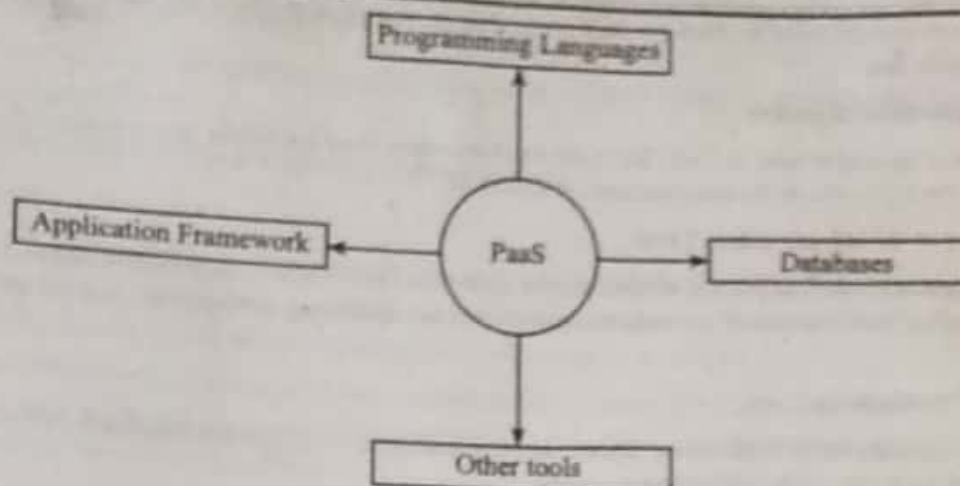 Programming Languages
Application Framework
PaaS
Databases
Other tools